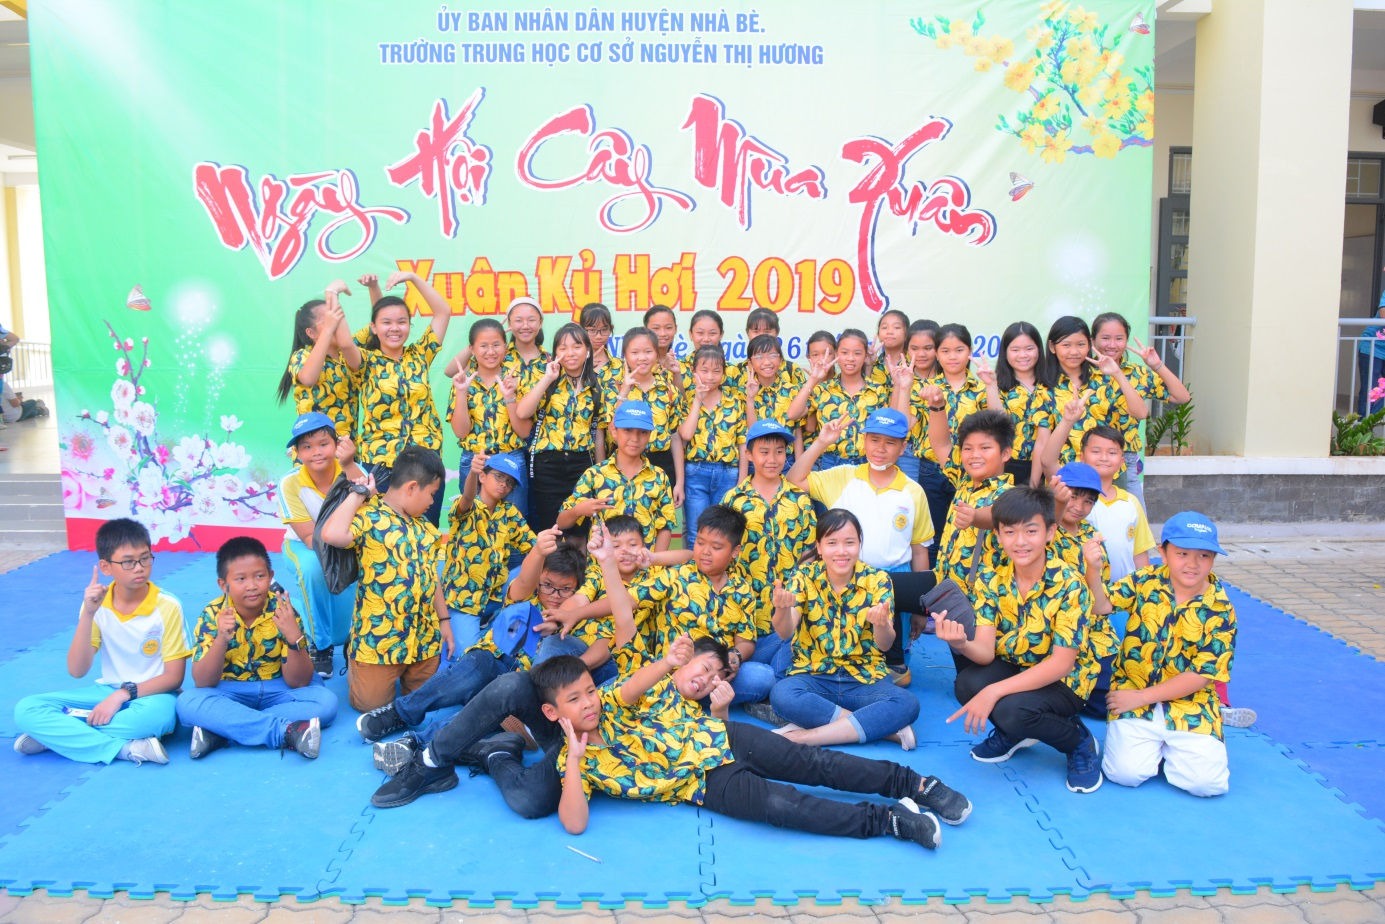 ỦY BAN NHÂN DÂN HUYỆN NHÀ BÈ.
TRƯỜNG TRUNG HỌC CƠ SỞ NGUYỄN THỊ HƯƠNG
Ngày Hội Cây Mùa Xuân
Xuân Kỷ Hơi 2019